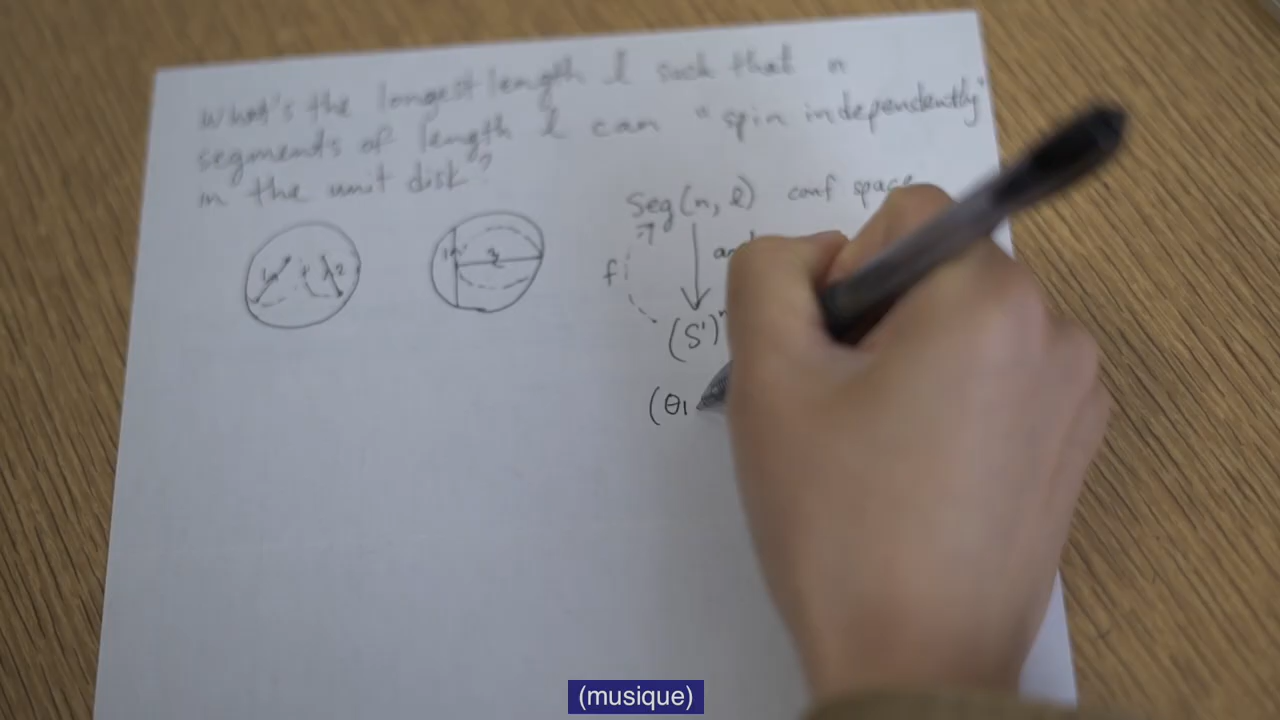 What's the longest length l such that n
segments of length l can "spin independently"
in the unit disk?
Seg(n, l) conf space
f
(S¹)ⁿ
(θ1
(musique)